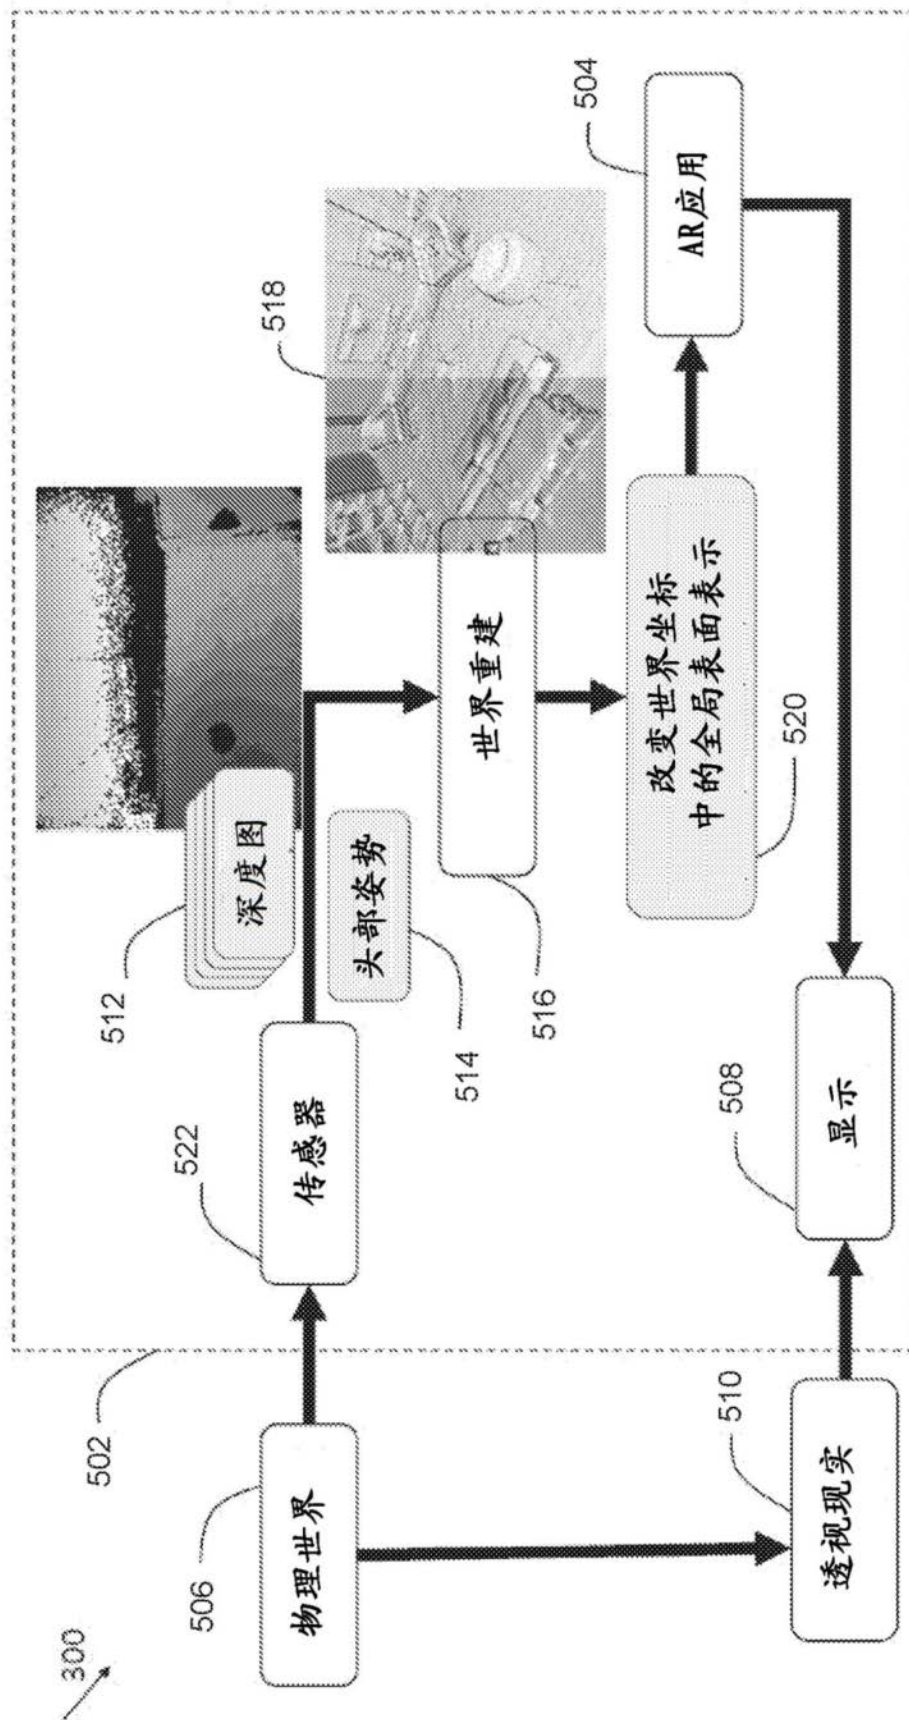 300
502
506
物理世界
522
传感器
512
深度图
头部姿势
514
518
世界重建
516
改变世界坐标
中的全局表面表示
520
504
AR应用
510
透视现实
508
显示